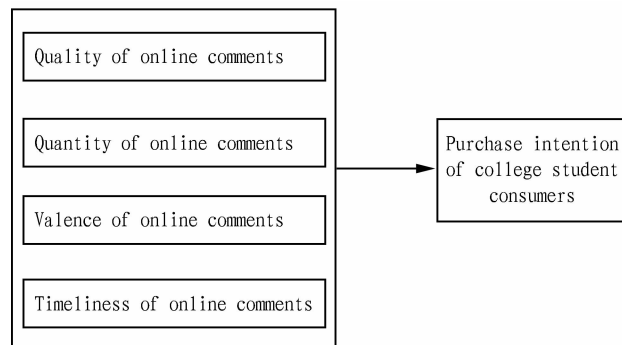 Quality of online comments
Quantity of online comments
Valence of online comments
Timeliness of online comments
Purchase intention
of college student
consumers